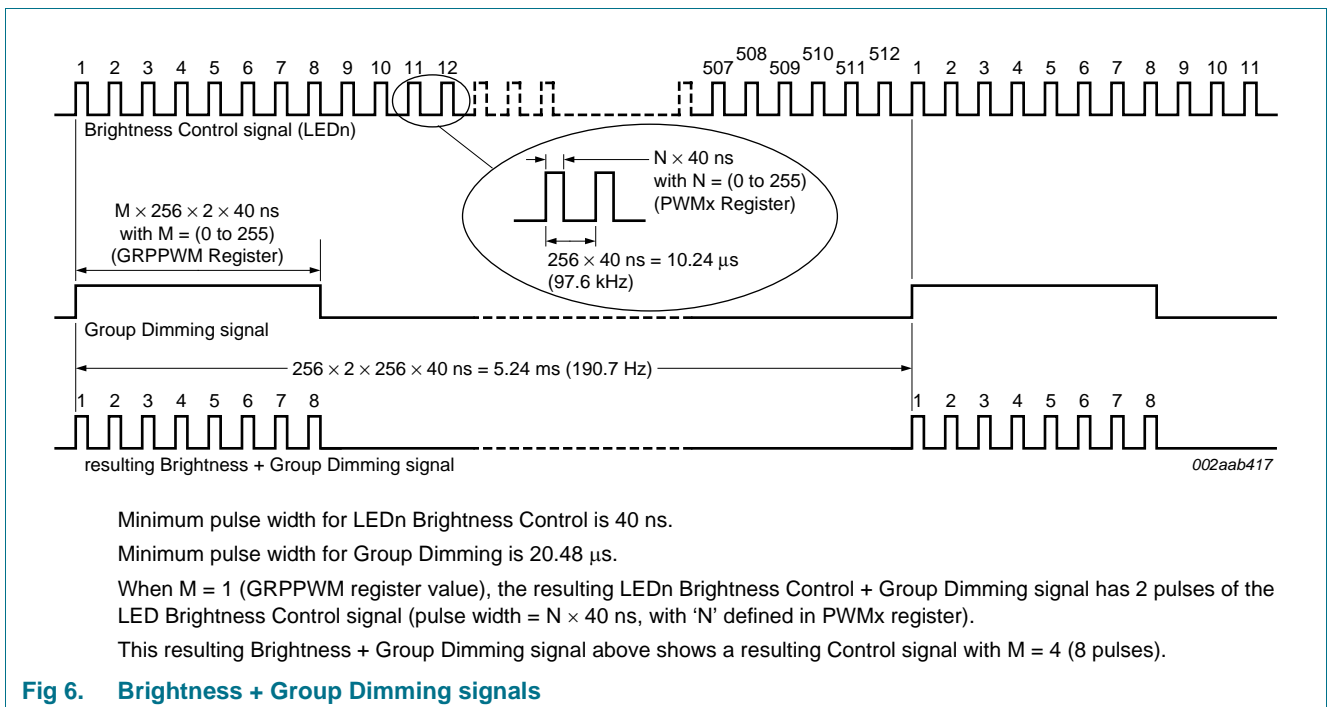 1 2 3 4 5 6 7 8 9 10 11 12 507 508 509 510 511 512 1 2 3 4 5 6 7 8 9 10 11
Brightness Control signal (LEDn)
N × 40 ns
with N = (0 to 255)
(PWMx Register)
256 × 40 ns = 10.24 μs
(97.6 kHz)
M × 256 × 2 × 40 ns
with M = (0 to 255)
(GRPPWM Register)
Group Dimming signal
256 × 2 × 256 × 40 ns = 5.24 ms (190.7 Hz)
1 2 3 4 5 6 7 8 1 2 3 4 5 6 7 8
resulting Brightness + Group Dimming signal
002aab417
Minimum pulse width for LEDn Brightness Control is 40 ns.
Minimum pulse width for Group Dimming is 20.48 μs.
When M = 1 (GRPPWM register value), the resulting LEDn Brightness Control + Group Dimming signal has 2 pulses of the
LED Brightness Control signal (pulse width = N × 40 ns, with ‘N’ defined in PWMx register).
This resulting Brightness + Group Dimming signal above shows a resulting Control signal with M = 4 (8 pulses).
Fig 6. Brightness + Group Dimming signals